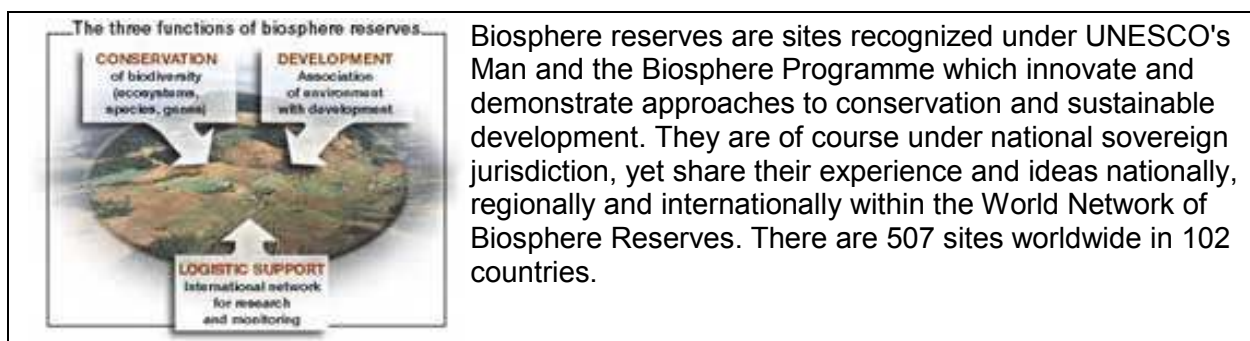 The three functions of biosphere reserves
CONSERVATION
of biodiversity
(ecosystems,
species, genes)
DEVELOPMENT
Association
of environment
with development
LOGISTIC SUPPORT
International network
for research
and monitoring
Biosphere reserves are sites recognized under UNESCO's
Man and the Biosphere Programme which innovate and
demonstrate approaches to conservation and sustainable
development. They are of course under national sovereign
jurisdiction, yet share their experience and ideas nationally,
regionally and internationally within the World Network of
Biosphere Reserves. There are 507 sites worldwide in 102
countries.